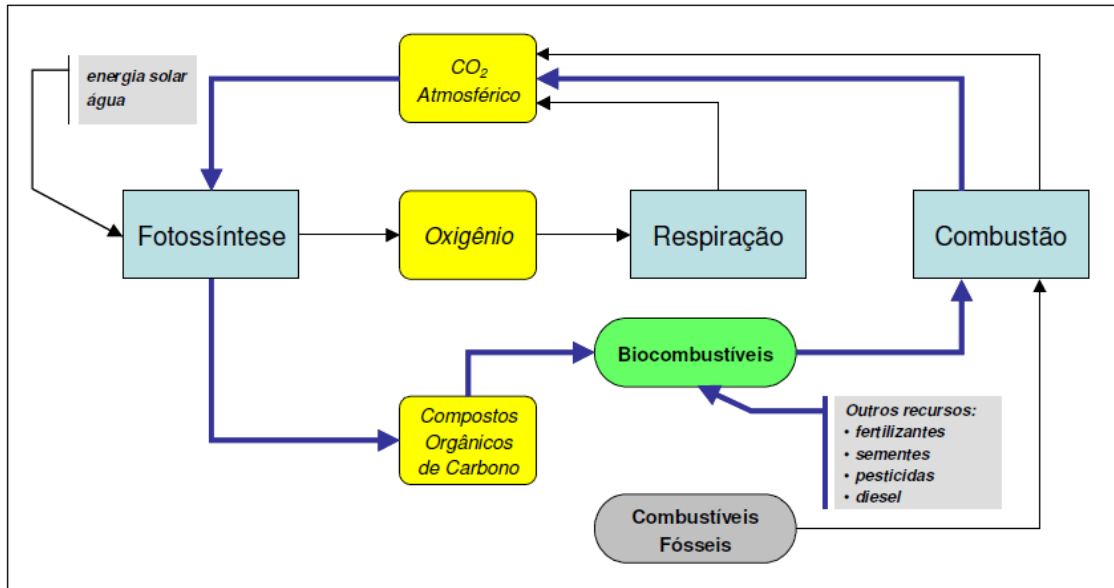 CO₂
Atmosférico
energia solar
água
Fotossíntese
Oxigênio
Respiração
Combustão
Biocombustíveis
Compostos
Orgânicos
de Carbono
Outros recursos:
• fertilizantes
• sementes
• pesticidas
• diesel
Combustíveis
Fósseis